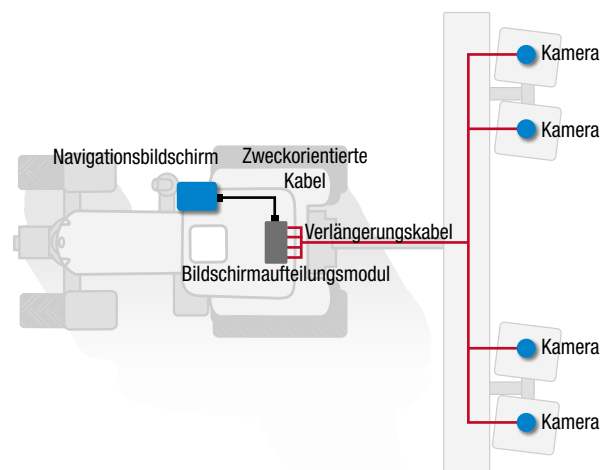 Kamera
Kamera
Navigationsbildschirm
Zweckorientierte
Kabel
Verlängerungskabel
Bildschirmaufteilungsmodul
Kamera
Kamera